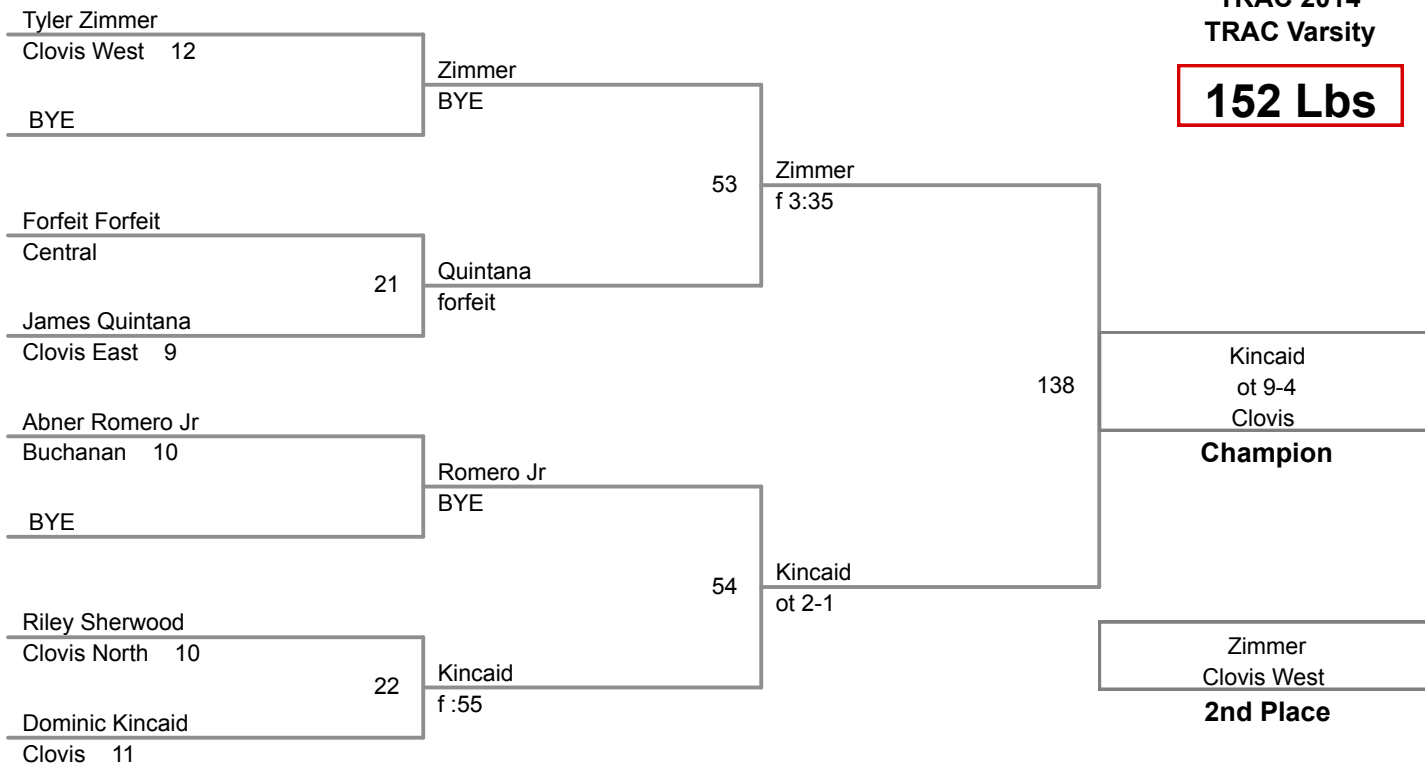 TRAC 2014
TRAC Varsity
152 Lbs
Tyler Zimmer
Clovis West 12
BYE
Zimmer
BYE
Forfeit Forfeit
Central
21
James Quintana
Clovis East 9
Quintana
forfeit
53
Zimmer
f 3:35
Abner Romero Jr
Buchanan 10
BYE
Romero Jr
BYE
Riley Sherwood
Clovis North 10
22
Dominic Kincaid
Clovis 11
Kincaid
f :55
54
Kincaid
ot 2-1
138
Kincaid
ot 9-4
Clovis
Champion
Zimmer
Clovis West
2nd Place